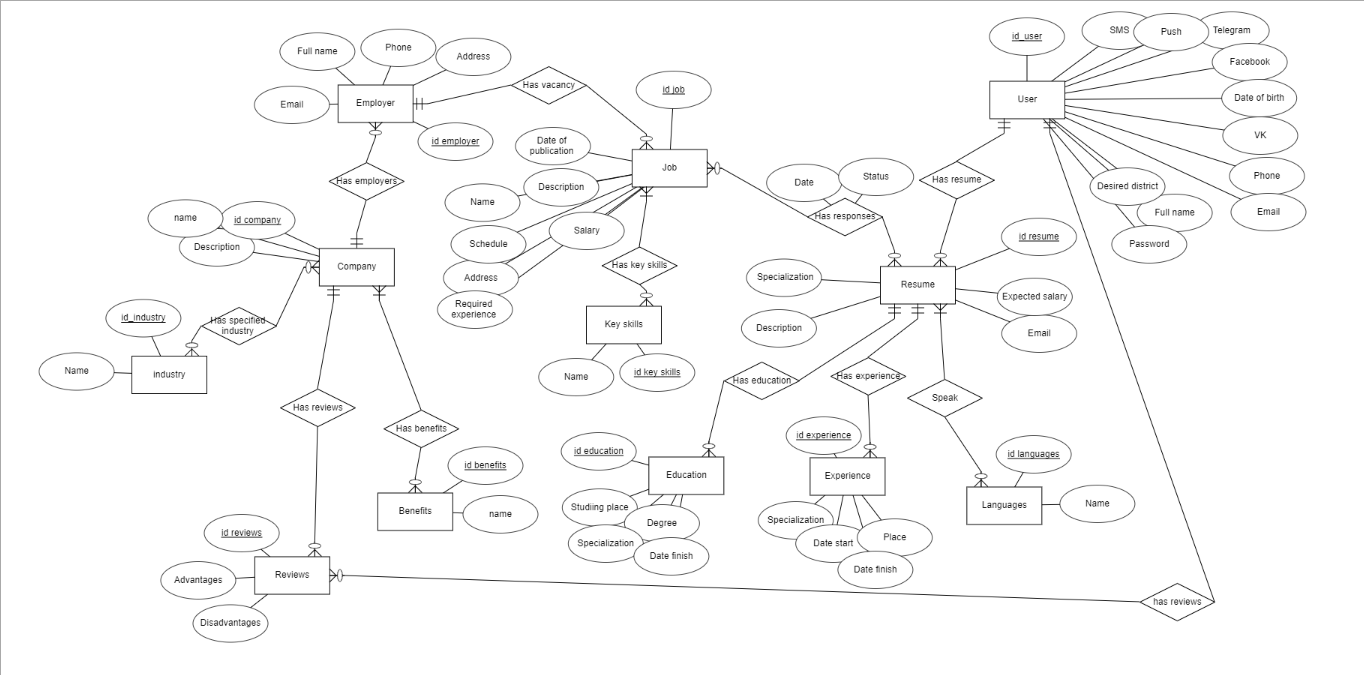 id_user
SMS
Push
Telegram
Full name
Phone
Address
Facebook
Has vacancy
id job
Email
Employer
User
Date of birth
VK
id employer
Date of
publication
Job
Has employers
Description
Date
Status
Has resume
Phone
Desired district
Name
name
id company
Has responses
Full name
Email
Description
Salary
Schedule
id resume
Password
Company
Has key skills
Address
Specialization
Resume
Expected salary
Required
experience
id_industry
Has specified
industry
Key skills
Description
Email
Name
industry
Name
id key skills
Has education
Has experience
Speak
Has reviews
Has benefits
id experience
id education
id languages
id benefits
Education
Experience
Languages
Name
Benefits
name
Studiing place
Degree
Specialization
Place
id reviews
Specialization
Date start
Date finish
Date finish
Reviews
Advantages
has reviews
Disadvantages